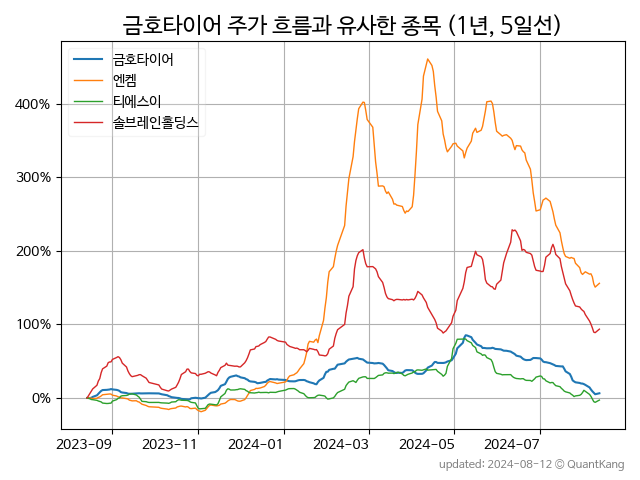 금호타이어 주가 흐름과 유사한 종목 (1년, 5일선)
금호타이어
엔켐
티에스이
솔브레인홀딩스
400%
300%
200%
100%
0%
2023-09 2023-11 2024-01 2024-03 2024-05 2024-07
updated: 2024-08-12 © QuantKang